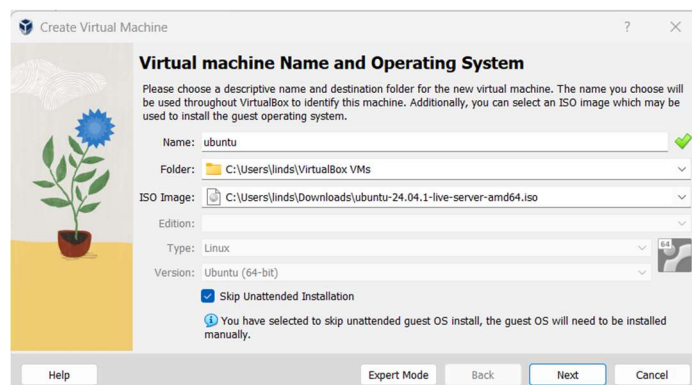 Create Virtual Machine
?
Virtual machine Name and Operating System
Please choose a descriptive name and destination folder for the new virtual machine. The name you choose will
be used throughout VirtualBox to identify this machine. Additionally, you can select an ISO image which may be
used to install the guest operating system.
Name: ubuntu
Folder: C:\Users\linds\VirtualBox VMs
ISO Image: C:\Users\linds\Downloads\ubuntu-24.04.1-live-server-amd64.iso
Edition:
Type: Linux
64
Version: Ubuntu (64-bit)
Skip Unattended Installation
You have selected to skip unattended guest OS install, the guest OS will need to be installed
manually.
Help Expert Mode Back Next Cancel